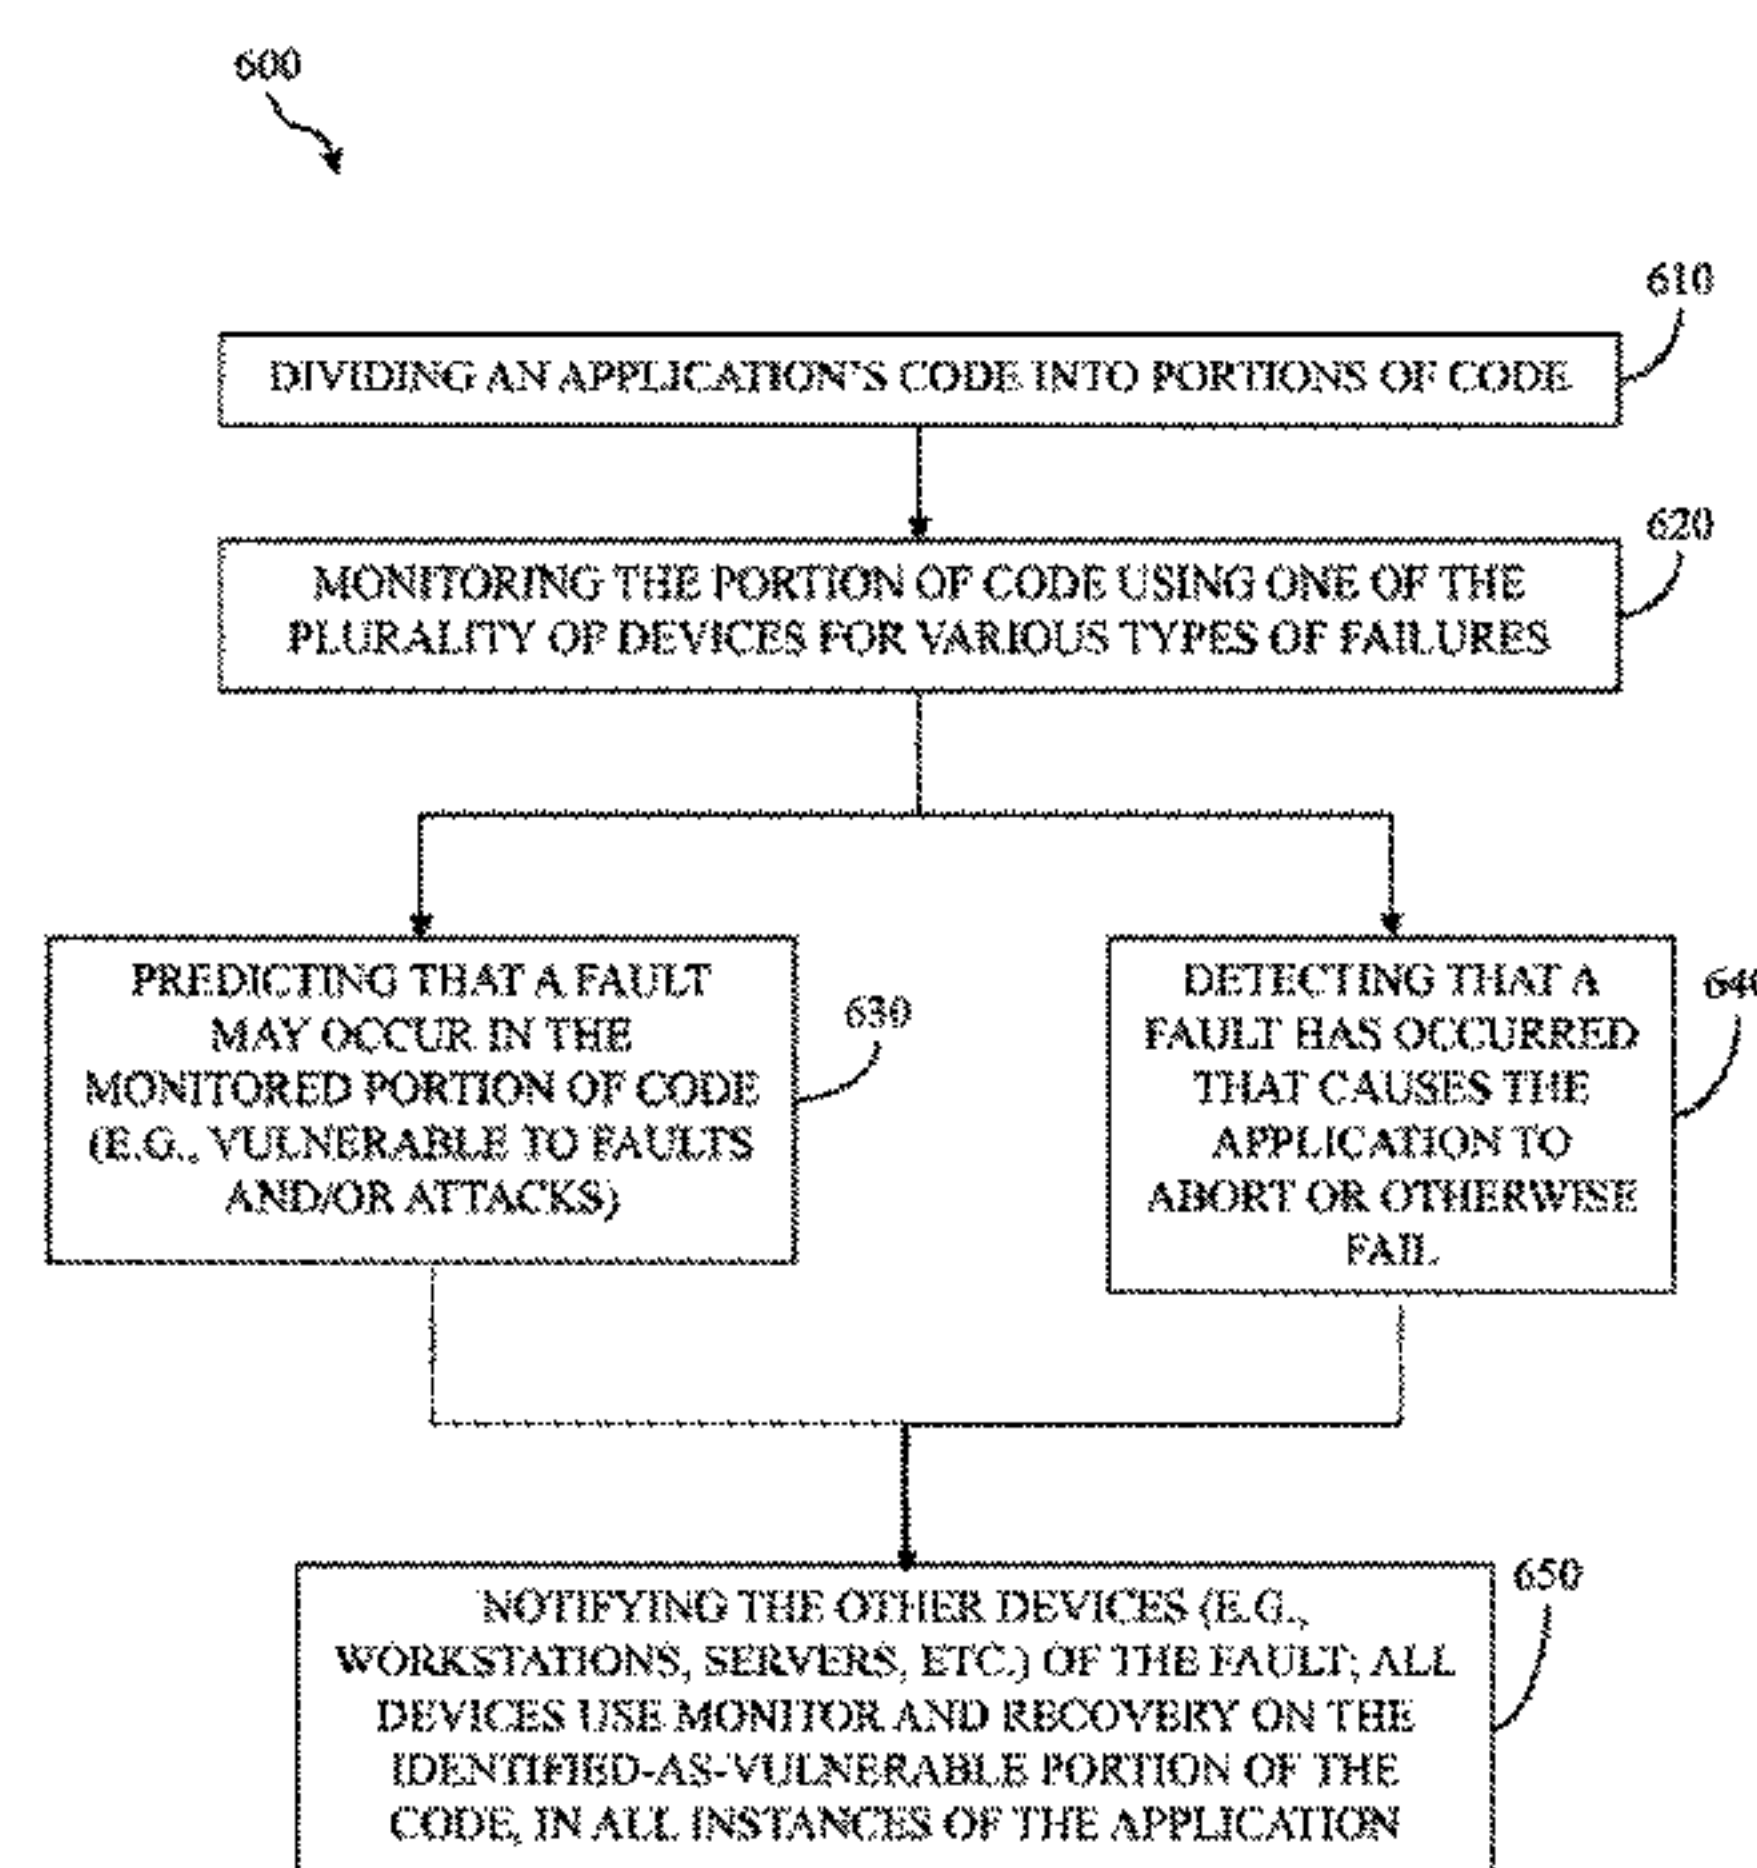 600
610
DIVIDING AN APPLICATION'S CODE INTO PORTIONS OF CODE
620
MONITORING THE PORTION OF CODE USING ONE OF THE
PLURALITY OF DEVICES FOR VARIOUS TYPES OF FAILURES
PREDICTING THAT A FAULT
MAY OCCUR IN THE
MONITORED PORTION OF CODE
(E.G., VULNERABLE TO FAULTS
AND/OR ATTACKS)
630
DETECTING THAT A
FAULT HAS OCCURRED
THAT CAUSES THE
APPLICATION TO
ABORT OR OTHERWISE
FAIL
640
650
NOTIFYING THE OTHER DEVICES (E.G.,
WORKSTATIONS, SERVERS, ETC.) OF THE FAULT; ALL
DEVICES USE MONITOR AND RECOVERY ON THE
IDENTIFIED-AS-VULNERABLE PORTION OF THE
CODE, IN ALL INSTANCES OF THE APPLICATION